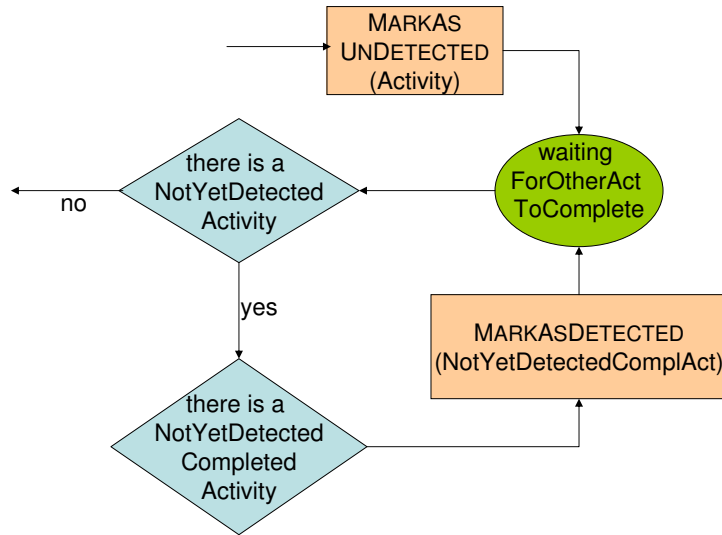 MARKAS
UNDETECTED
(Activity)
waiting
ForOtherAct
ToComplete
there is a
NotYetDetected
Activity
no
yes
MARKASDETECTED
(NotYetDetectedComplAct)
there is a
NotYetDetected
Completed
Activity